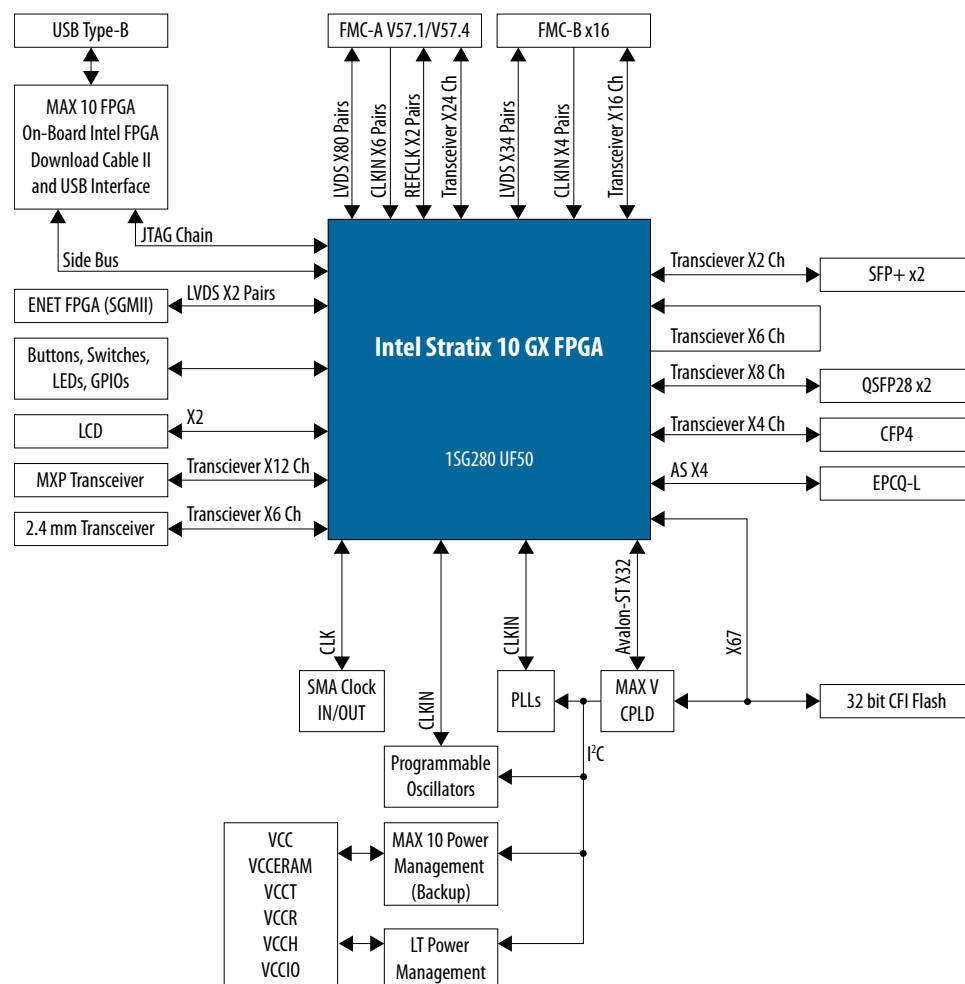 USB Type-B
FMC-A V57.1/V57.4
FMC-B x16
MAX 10 FPGA
On-Board Intel FPGA
Download Cable II
and USB Interface
LVDS X80 Pairs
CLKIN X6 Pairs
REFCLK X2 Pairs
Transceiver X24 Ch
LVDS X34 Pairs
CLKIN X4 Pairs
Transceiver X16 Ch
JTAG Chain
Side Bus
ENET FPGA (SGMII)
LVDS X2 Pairs
Buttons, Switches,
LEDs, GPIOs
LCD
X2
MXP Transceiver
Transciever X12 Ch
2.4 mm Transceiver
Transciever X6 Ch
Intel Stratix 10 GX FPGA
1SG280 UF50
Transciever X2 Ch
SFP+ x2
Transciever X6 Ch
Transciever X8 Ch
QSFP28 x2
Transciever X4 Ch
CFP4
AS X4
EPCQ-L
CLK
CLKIN
CLKIN
Avalon-ST X32
X67
SMA Clock
IN/OUT
PLLs
MAX V
CPLD
32 bit CFI Flash
I²C
Programmable
Oscillators
VCC
VCCERAM
VCCT
VCCR
VCCH
VCCIO
MAX 10 Power
Management
(Backup)
LT Power
Management